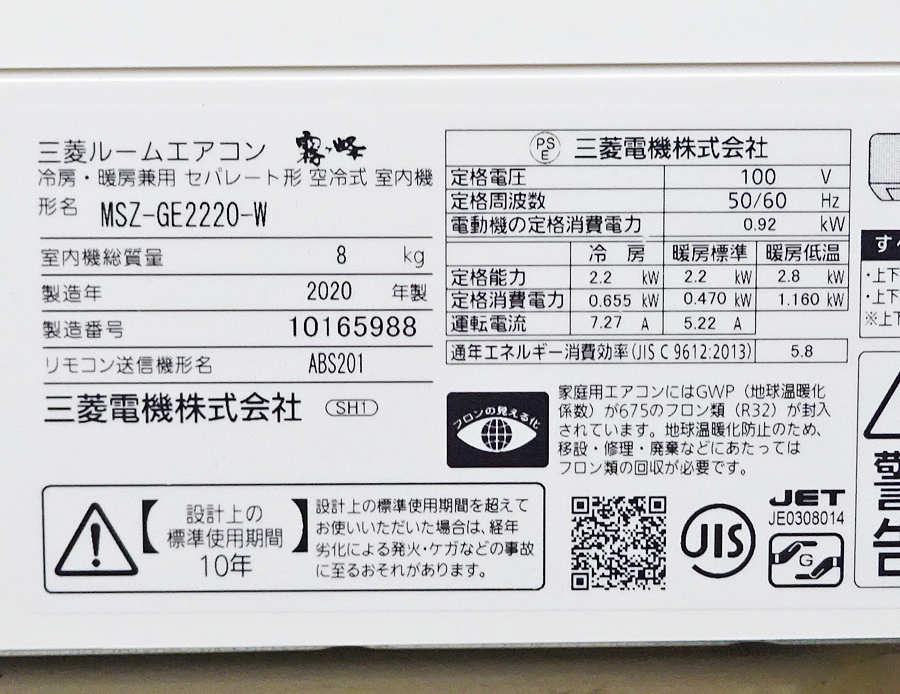 三菱ルームエアコン 霧ヶ峰
冷房・暖房兼用 セパレート形 空冷式 室内機
形名 MSZ-GE2220-W
室内機総質量 8 kg
製造年 2020 年製
製造番号 10165988
リモコン送信機形名 ABS201
三菱電機株式会社 SH1
設計上の
標準使用期間
10年
設計上の標準使用期間を超えて
お使いいただいた場合は、経年
劣化による発火・ケガなどの事故
に至るおそれがあります。
PS
E
三菱電機株式会社
定格電圧 100 V
定格周波数 50/60 Hz
電動機の定格消費電力 0.92 kW
冷房 暖房標準 暖房低温
定格能力 2.2 kW 2.2 kW 2.8 kW
定格消費電力 0.655 kW 0.470 kW 1.160 kW
運転電流 7.27 A 5.22 A
通年エネルギー消費効率(JIS C 9612:2013) 5.8
フロンの見える化
家庭用エアコンにはGWP（地球温暖化
係数）が675のフロン類（R32）が封入
されています。地球温暖化防止のため、
移設・修理・廃棄などにあたっては
フロン類の回収が必要です。
JIS
JET
JE0308014
G
すべ
・上下
・上下
※上下
警
告